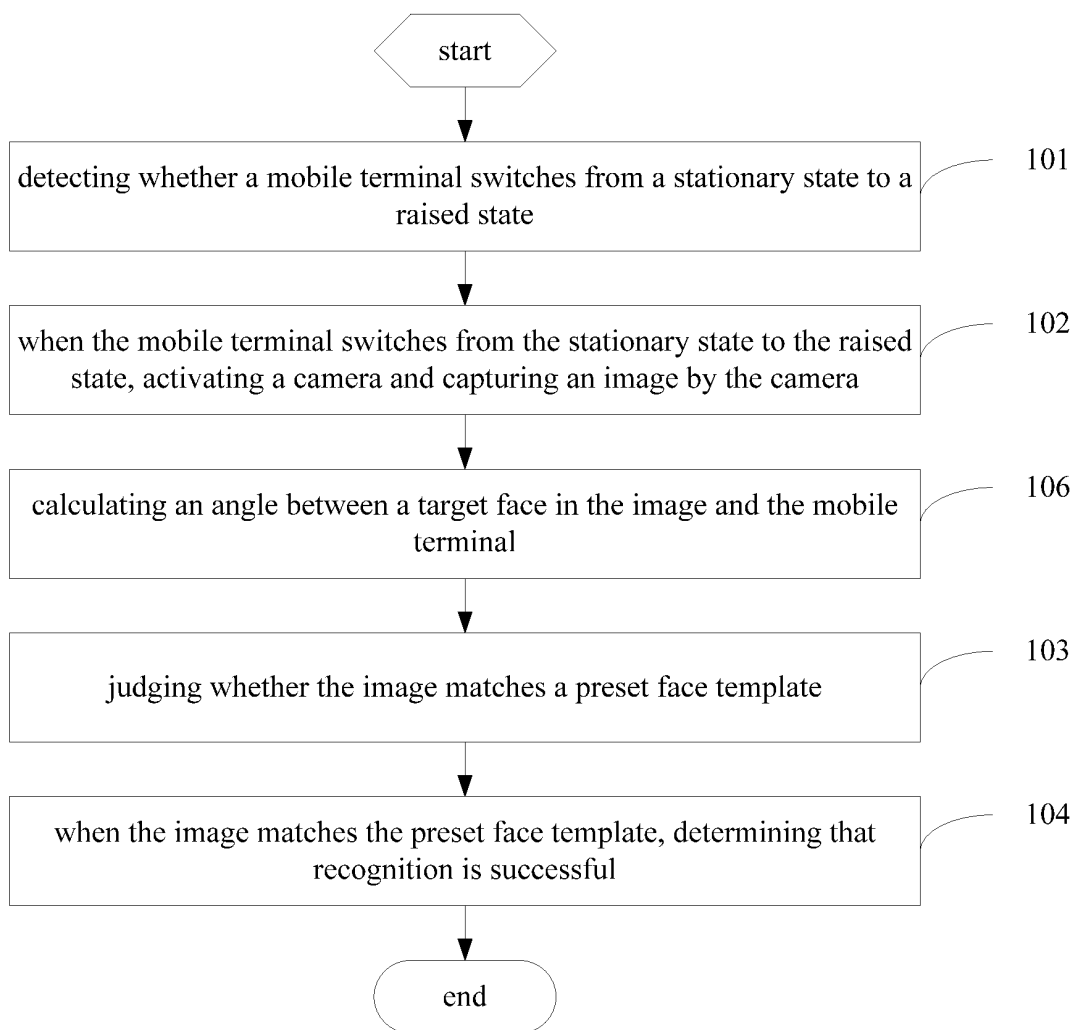 start
detecting whether a mobile terminal switches from a stationary state to a
raised state
101
when the mobile terminal switches from the stationary state to the raised
state, activating a camera and capturing an image by the camera
102
calculating an angle between a target face in the image and the mobile
terminal
106
judging whether the image matches a preset face template
103
when the image matches the preset face template, determining that
recognition is successful
104
end